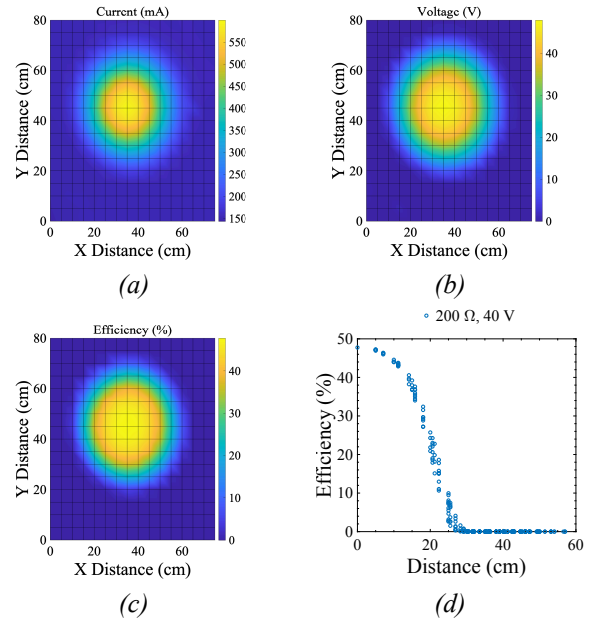 Current (mA)
80
60
40
20
0
0 20 40 60
Y Distance (cm)
X Distance (cm)
550
500
450
400
350
300
250
200
150
(a)
Voltage (V)
80
60
40
20
0
0 20 40 60
Y Distance (cm)
X Distance (cm)
40
30
20
10
0
(b)
Efficiency (%)
80
60
40
20
0
0 20 40 60
Y Distance (cm)
X Distance (cm)
40
30
20
10
0
(c)
200 Ω, 40 V
50
40
30
20
10
0
0 20 40 60
Efficiency (%)
Distance (cm)
(d)